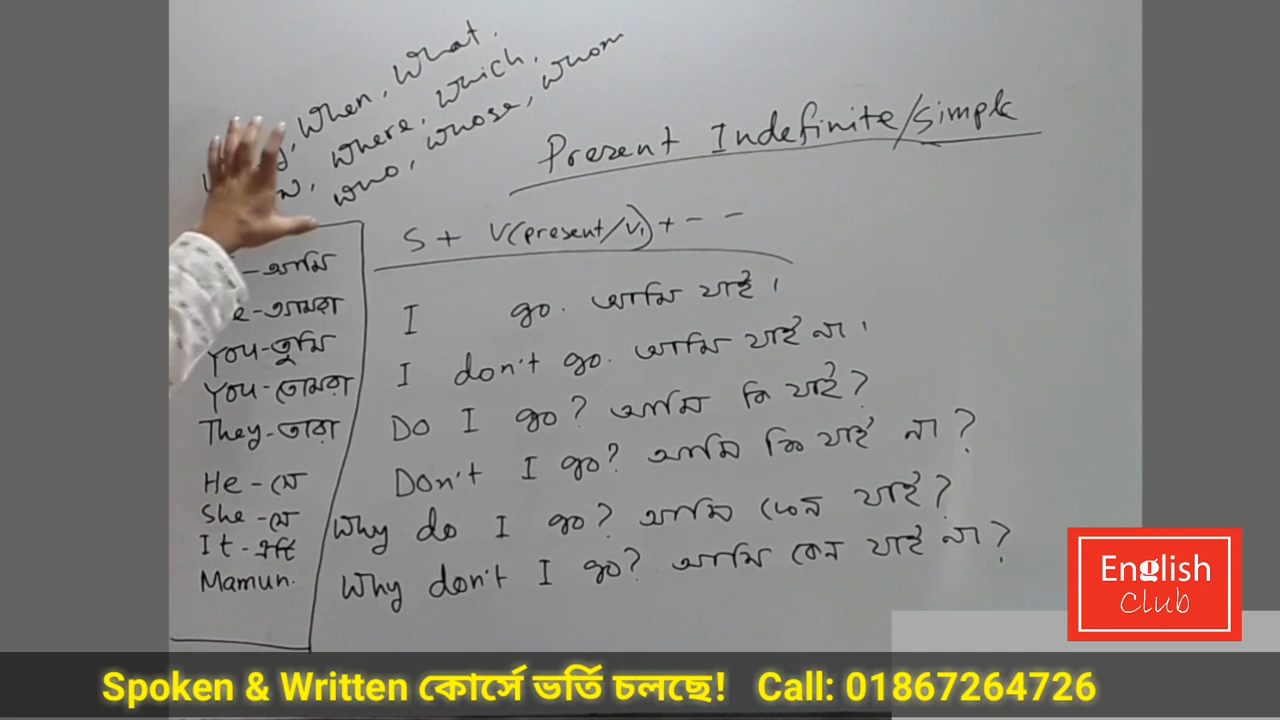 , When, What.
, Where, Which,
who, whose, whom
Present Indefinite/simple
S + V(present/V₁) + - -
- আমি
e - আমরা
You - তুমি
You - তোমরা
They - তারা
He - সে
She - সে
It - এটি
Mamun.
I go. আমি যাই।
I don't go. আমি যাই না।
Do I go? আমি কি যাই?
Don't I go? আমি কি যাই না?
Why do I go? আমি কেন যাই?
Why don't I go? আমি কেন যাই না?
English
Club
Spoken & Written কোর্সে ভর্তি চলছে! Call: 01867264726